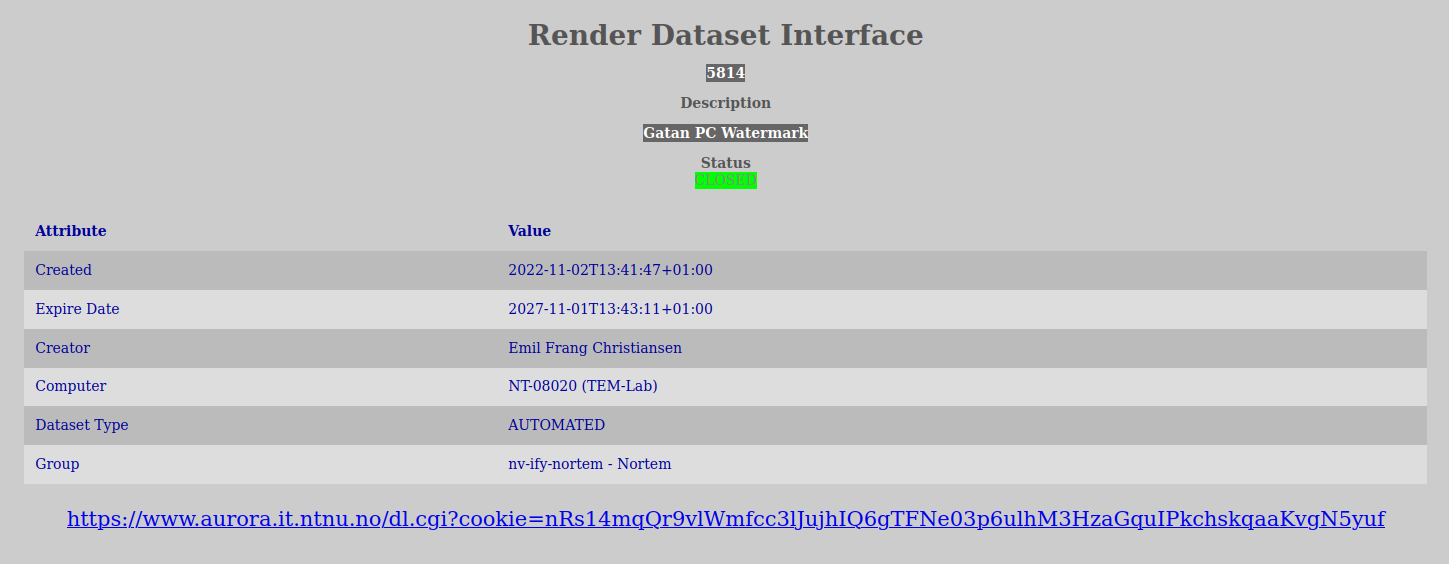 Render Dataset Interface
5814
Description
Gatan PC Watermark
Status
CLOSED
Attribute Value
Created 2022-11-02T13:41:47+01:00
Expire Date 2027-11-01T13:43:11+01:00
Creator Emil Frang Christiansen
Computer NT-08020 (TEM-Lab)
Dataset Type AUTOMATED
Group nv-ify-nortem - Nortem
https://www.aurora.it.ntnu.no/dl.cgi?cookie=nRs14mqQr9vlWmfcc3lJujhIQ6gTFNe03p6ulhM3HzaGquIPkchskqaaKvgN5yuf